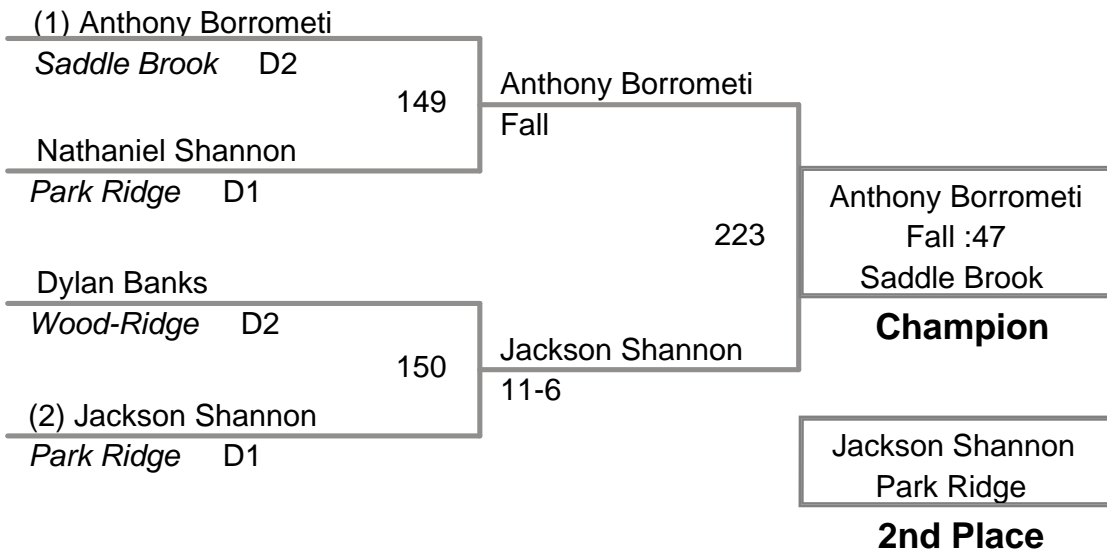 (1) Anthony Borrometi
Saddle Brook D2
149
Nathaniel Shannon
Park Ridge D1
Anthony Borrometi
Fall
Dylan Banks
Wood-Ridge D2
150
(2) Jackson Shannon
Park Ridge D1
Jackson Shannon
11-6
223
Anthony Borrometi
Fall :47
Saddle Brook
Champion
Jackson Shannon
Park Ridge
2nd Place